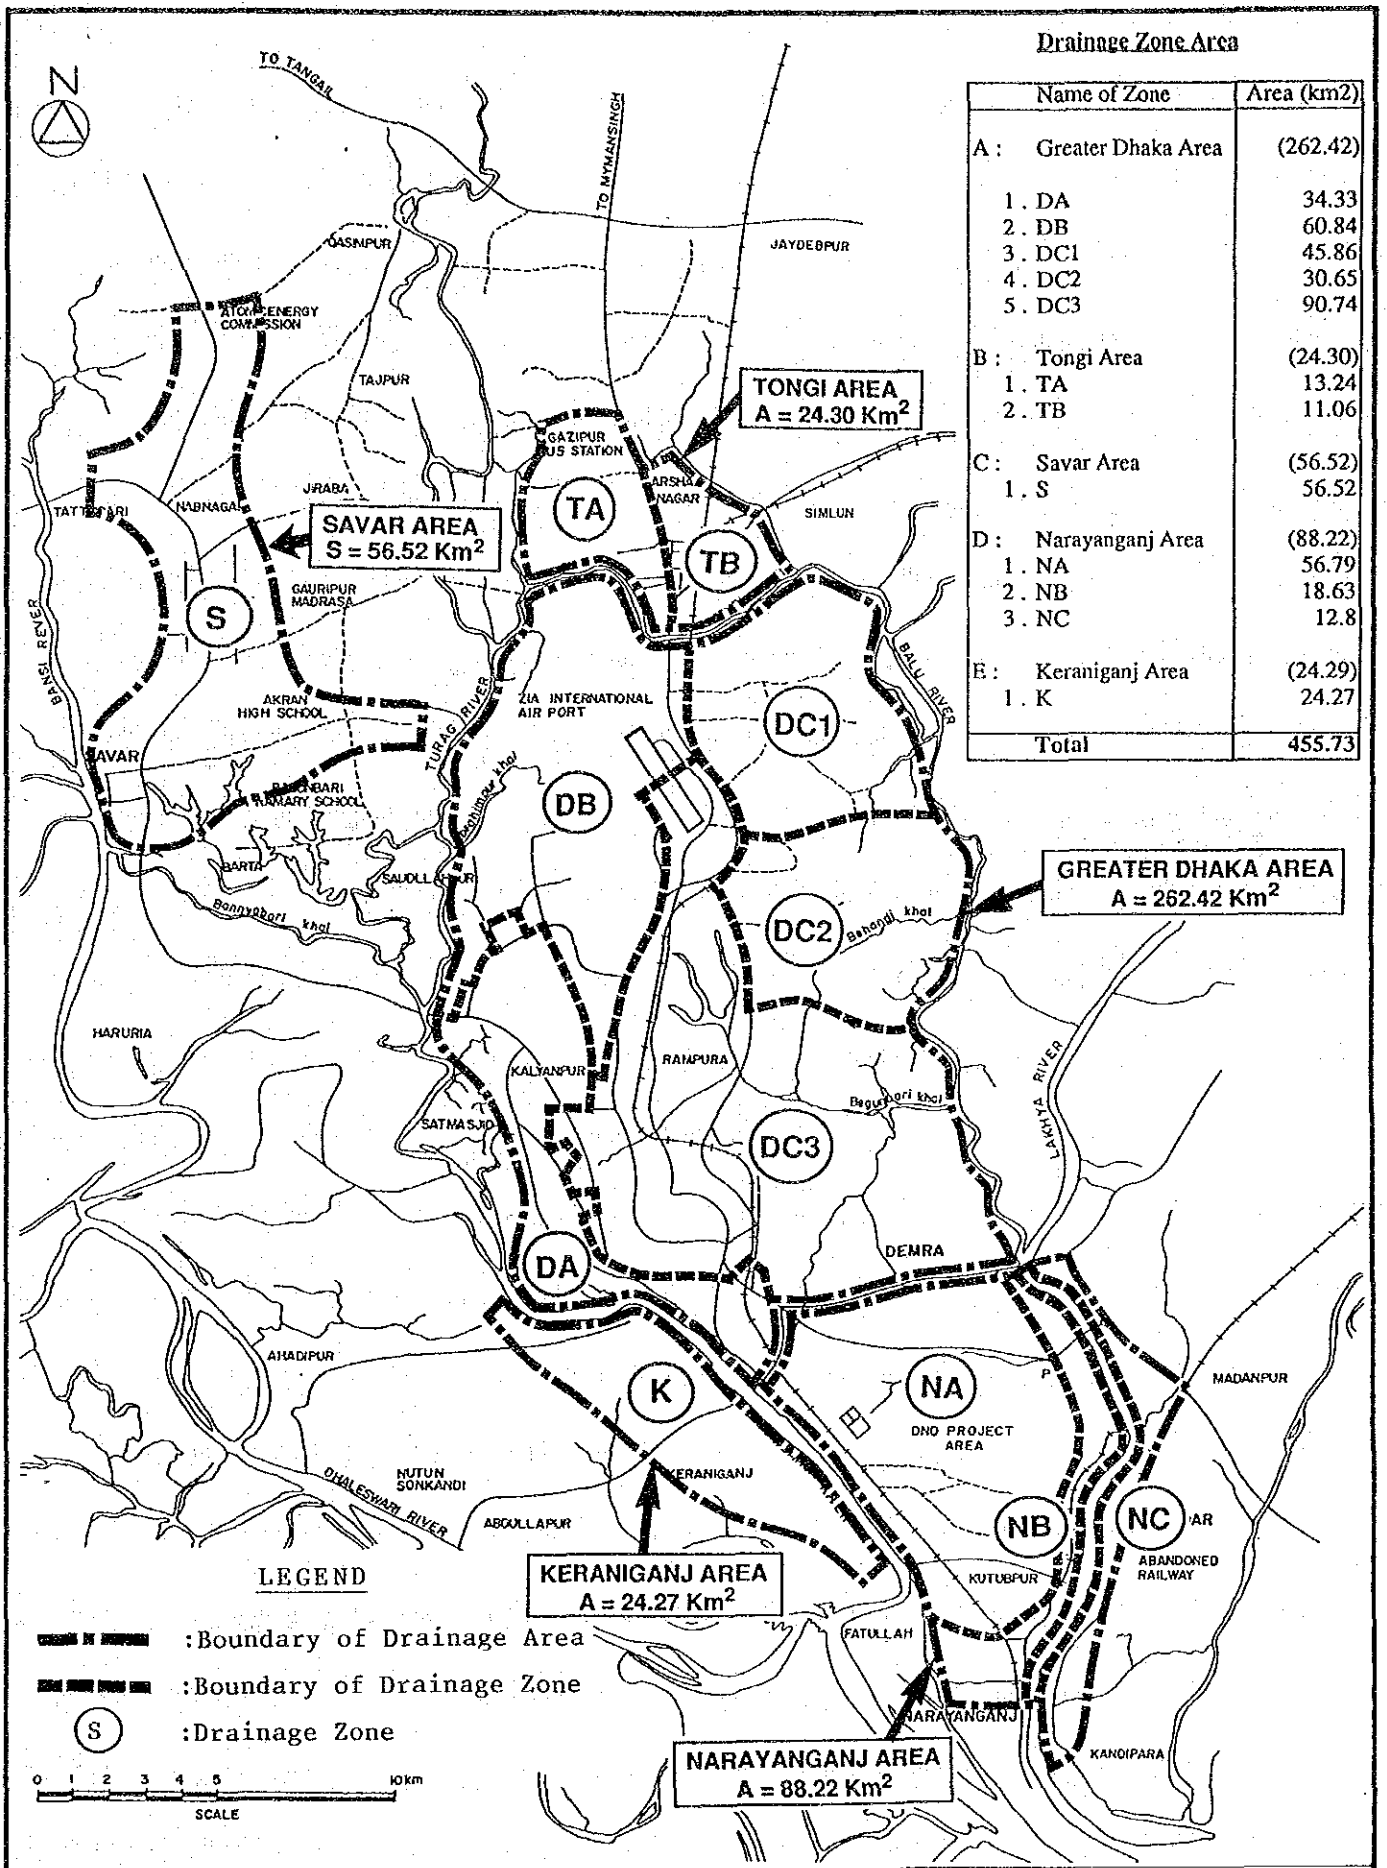 Drainage Zone Area
Name of Zone Area (km2)
A : Greater Dhaka Area (262.42)
1 . DA 34.33
2 . DB 60.84
3 . DC1 45.86
4 . DC2 30.65
5 . DC3 90.74
B : Tongi Area (24.30)
1 . TA 13.24
2 . TB 11.06
C : Savar Area (56.52)
1 . S 56.52
D : Narayanganj Area (88.22)
1 . NA 56.79
2 . NB 18.63
3 . NC 12.8
E : Keraniganj Area (24.29)
1 . K 24.27
Total 455.73
N
TO TANGAIL
TO MYMANSINGH
JAYDEBPUR
QASIMPUR
ATOM ENERGY
COMMISSION
TAJPUR
TONGI AREA
A = 24.30 Km²
GAZIPUR
BUS STATION
ARSHA
NAGAR
SIMLUN
NABNAGA
JIRABA
TA
TB
SAVAR AREA
S = 56.52 Km²
GAURIPUR
MADRASA
S
BANSI REVER
AKRAN
HIGH SCHOOL
TURAG RIVER
ZIA INTERNATIONAL
AIR PORT
BALU RIVER
DC1
SAVAR
DB
BARTA
Bannyabari khal
DC2
GREATER DHAKA AREA
A = 262.42 Km²
HARURIA
KALYANPUR
RAMPURA
LAKHYA RIVER
SATMASJID
Begunbari khal
DC3
DEMRA
DA
AHADIPUR
K
NA
DND PROJECT
AREA
P
MADANPUR
NUTUN
SONKANDI
DHALESWARI RIVER
KERANIGANJ
ABDULLAPUR
NB
NC
AR
ABANDONED
RAILWAY
KERANIGANJ AREA
A = 24.27 Km²
KUTUBPUR
FATULLAH
NARAYANGANJ
KANDIPARA
NARAYANGANJ AREA
A = 88.22 Km²
LEGEND
:Boundary of Drainage Area
:Boundary of Drainage Zone
S :Drainage Zone
0 1 2 3 4 5 10km
SCALE